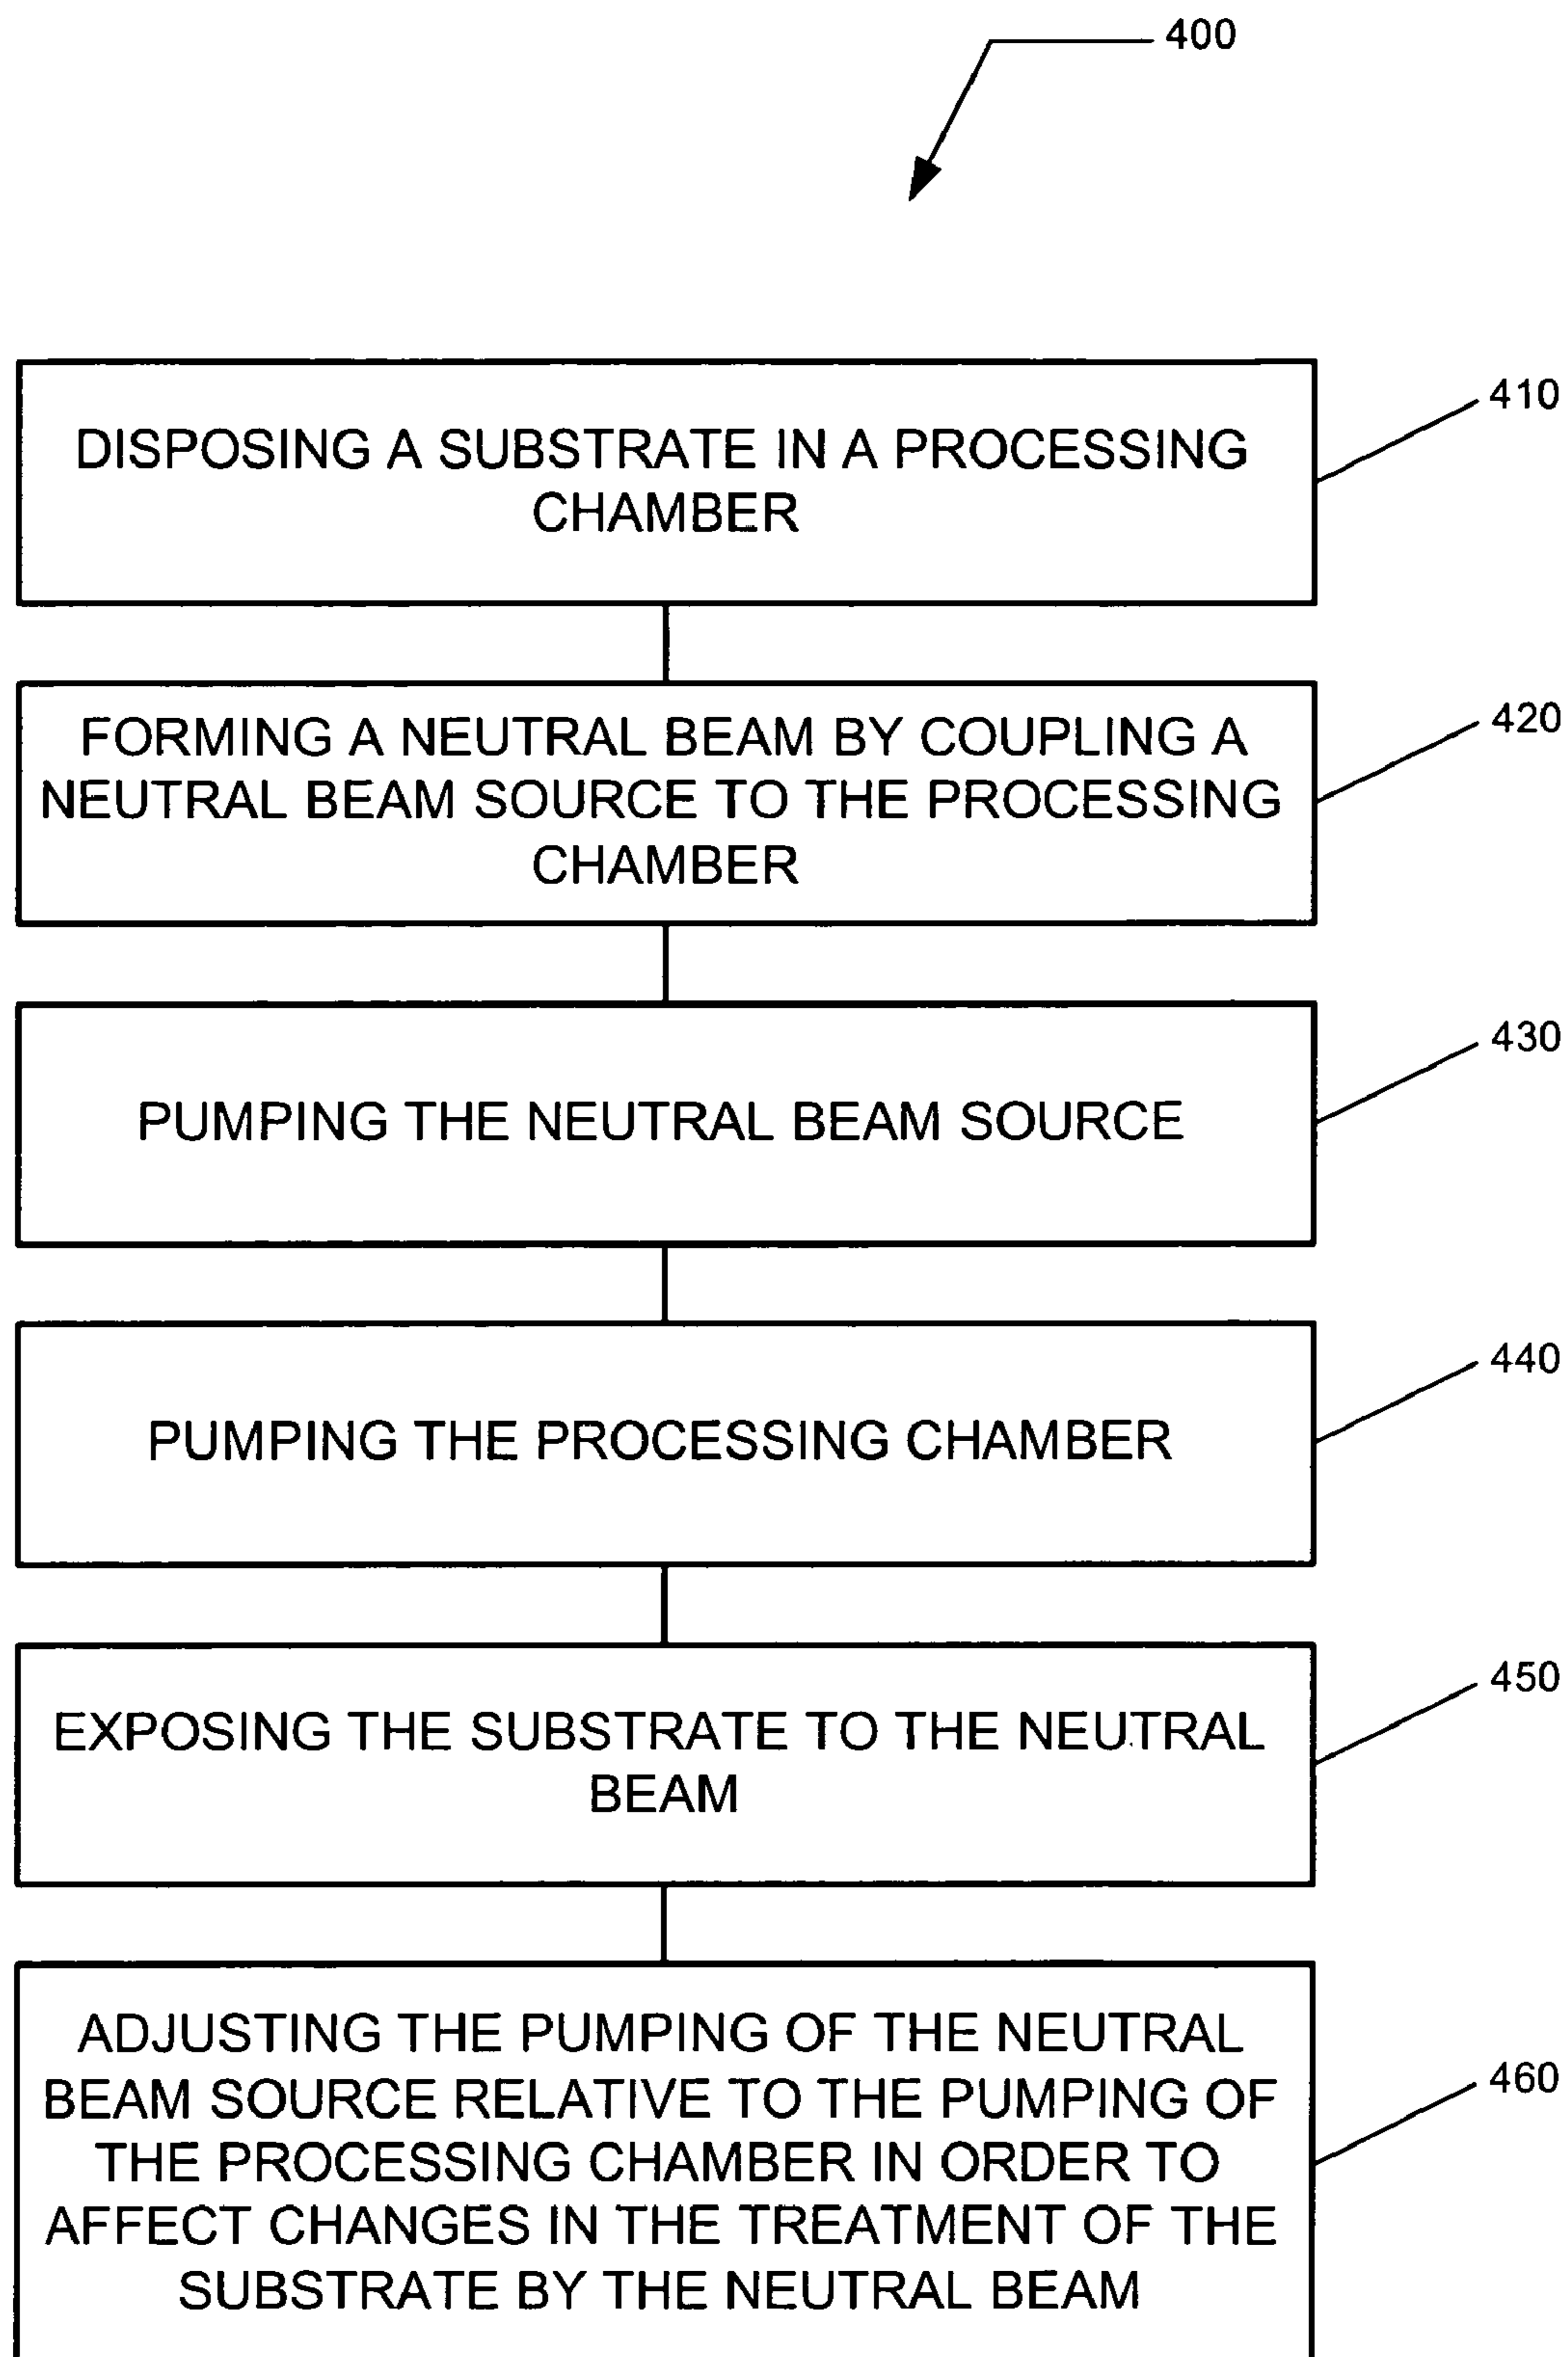 400
DISPOSING A SUBSTRATE IN A PROCESSING
CHAMBER
410
FORMING A NEUTRAL BEAM BY COUPLING A
NEUTRAL BEAM SOURCE TO THE PROCESSING
CHAMBER
420
PUMPING THE NEUTRAL BEAM SOURCE
430
PUMPING THE PROCESSING CHAMBER
440
EXPOSING THE SUBSTRATE TO THE NEUTRAL
BEAM
450
ADJUSTING THE PUMPING OF THE NEUTRAL
BEAM SOURCE RELATIVE TO THE PUMPING OF
THE PROCESSING CHAMBER IN ORDER TO
AFFECT CHANGES IN THE TREATMENT OF THE
SUBSTRATE BY THE NEUTRAL BEAM
460